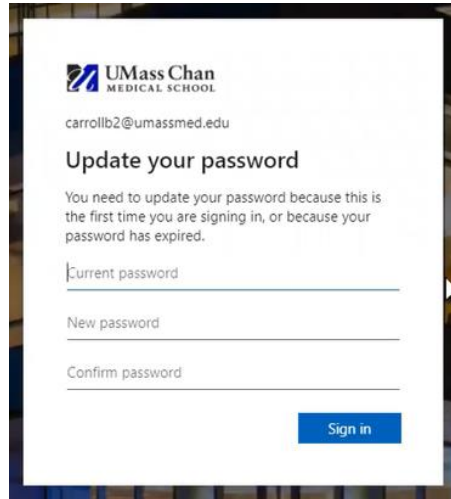 UMass Chan
MEDICAL SCHOOL
carrollb2@umassmed.edu
Update your password
You need to update your password because this is
the first time you are signing in, or because your
password has expired.
Current password
New password
Confirm password
Sign in